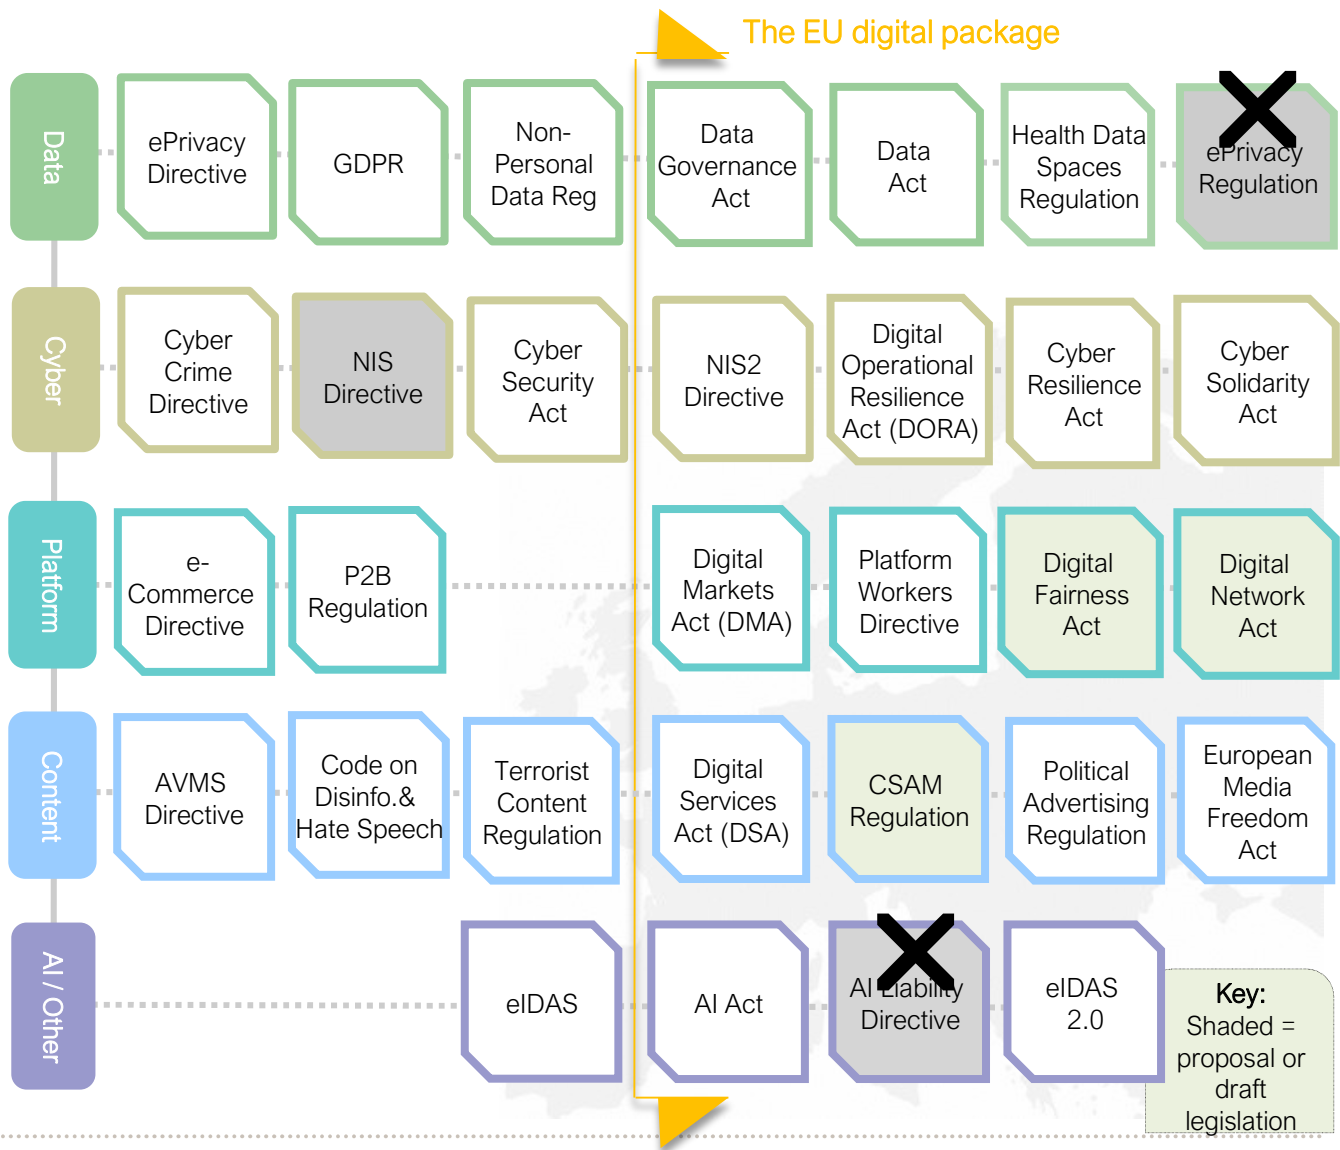 The EU digital package
Data
ePrivacy
Directive
GDPR
Non-
Personal
Data Reg
Data
Governance
Act
Data
Act
Health Data
Spaces
Regulation
ePrivacy
Regulation
Cyber
Cyber
Crime
Directive
NIS
Directive
Cyber
Security
Act
NIS2
Directive
Digital
Operational
Resilience
Act (DORA)
Cyber
Resilience
Act
Cyber
Solidarity
Act
Platform
e-
Commerce
Directive
P2B
Regulation
Digital
Markets
Act (DMA)
Platform
Workers
Directive
Digital
Fairness
Act
Digital
Network
Act
Content
AVMS
Directive
Code on
Disinfo.&
Hate Speech
Terrorist
Content
Regulation
Digital
Services
Act (DSA)
CSAM
Regulation
Political
Advertising
Regulation
European
Media
Freedom
Act
AI / Other
eIDAS
AI Act
AI Liability
Directive
eIDAS
2.0
Key:
Shaded =
proposal or
draft
legislation